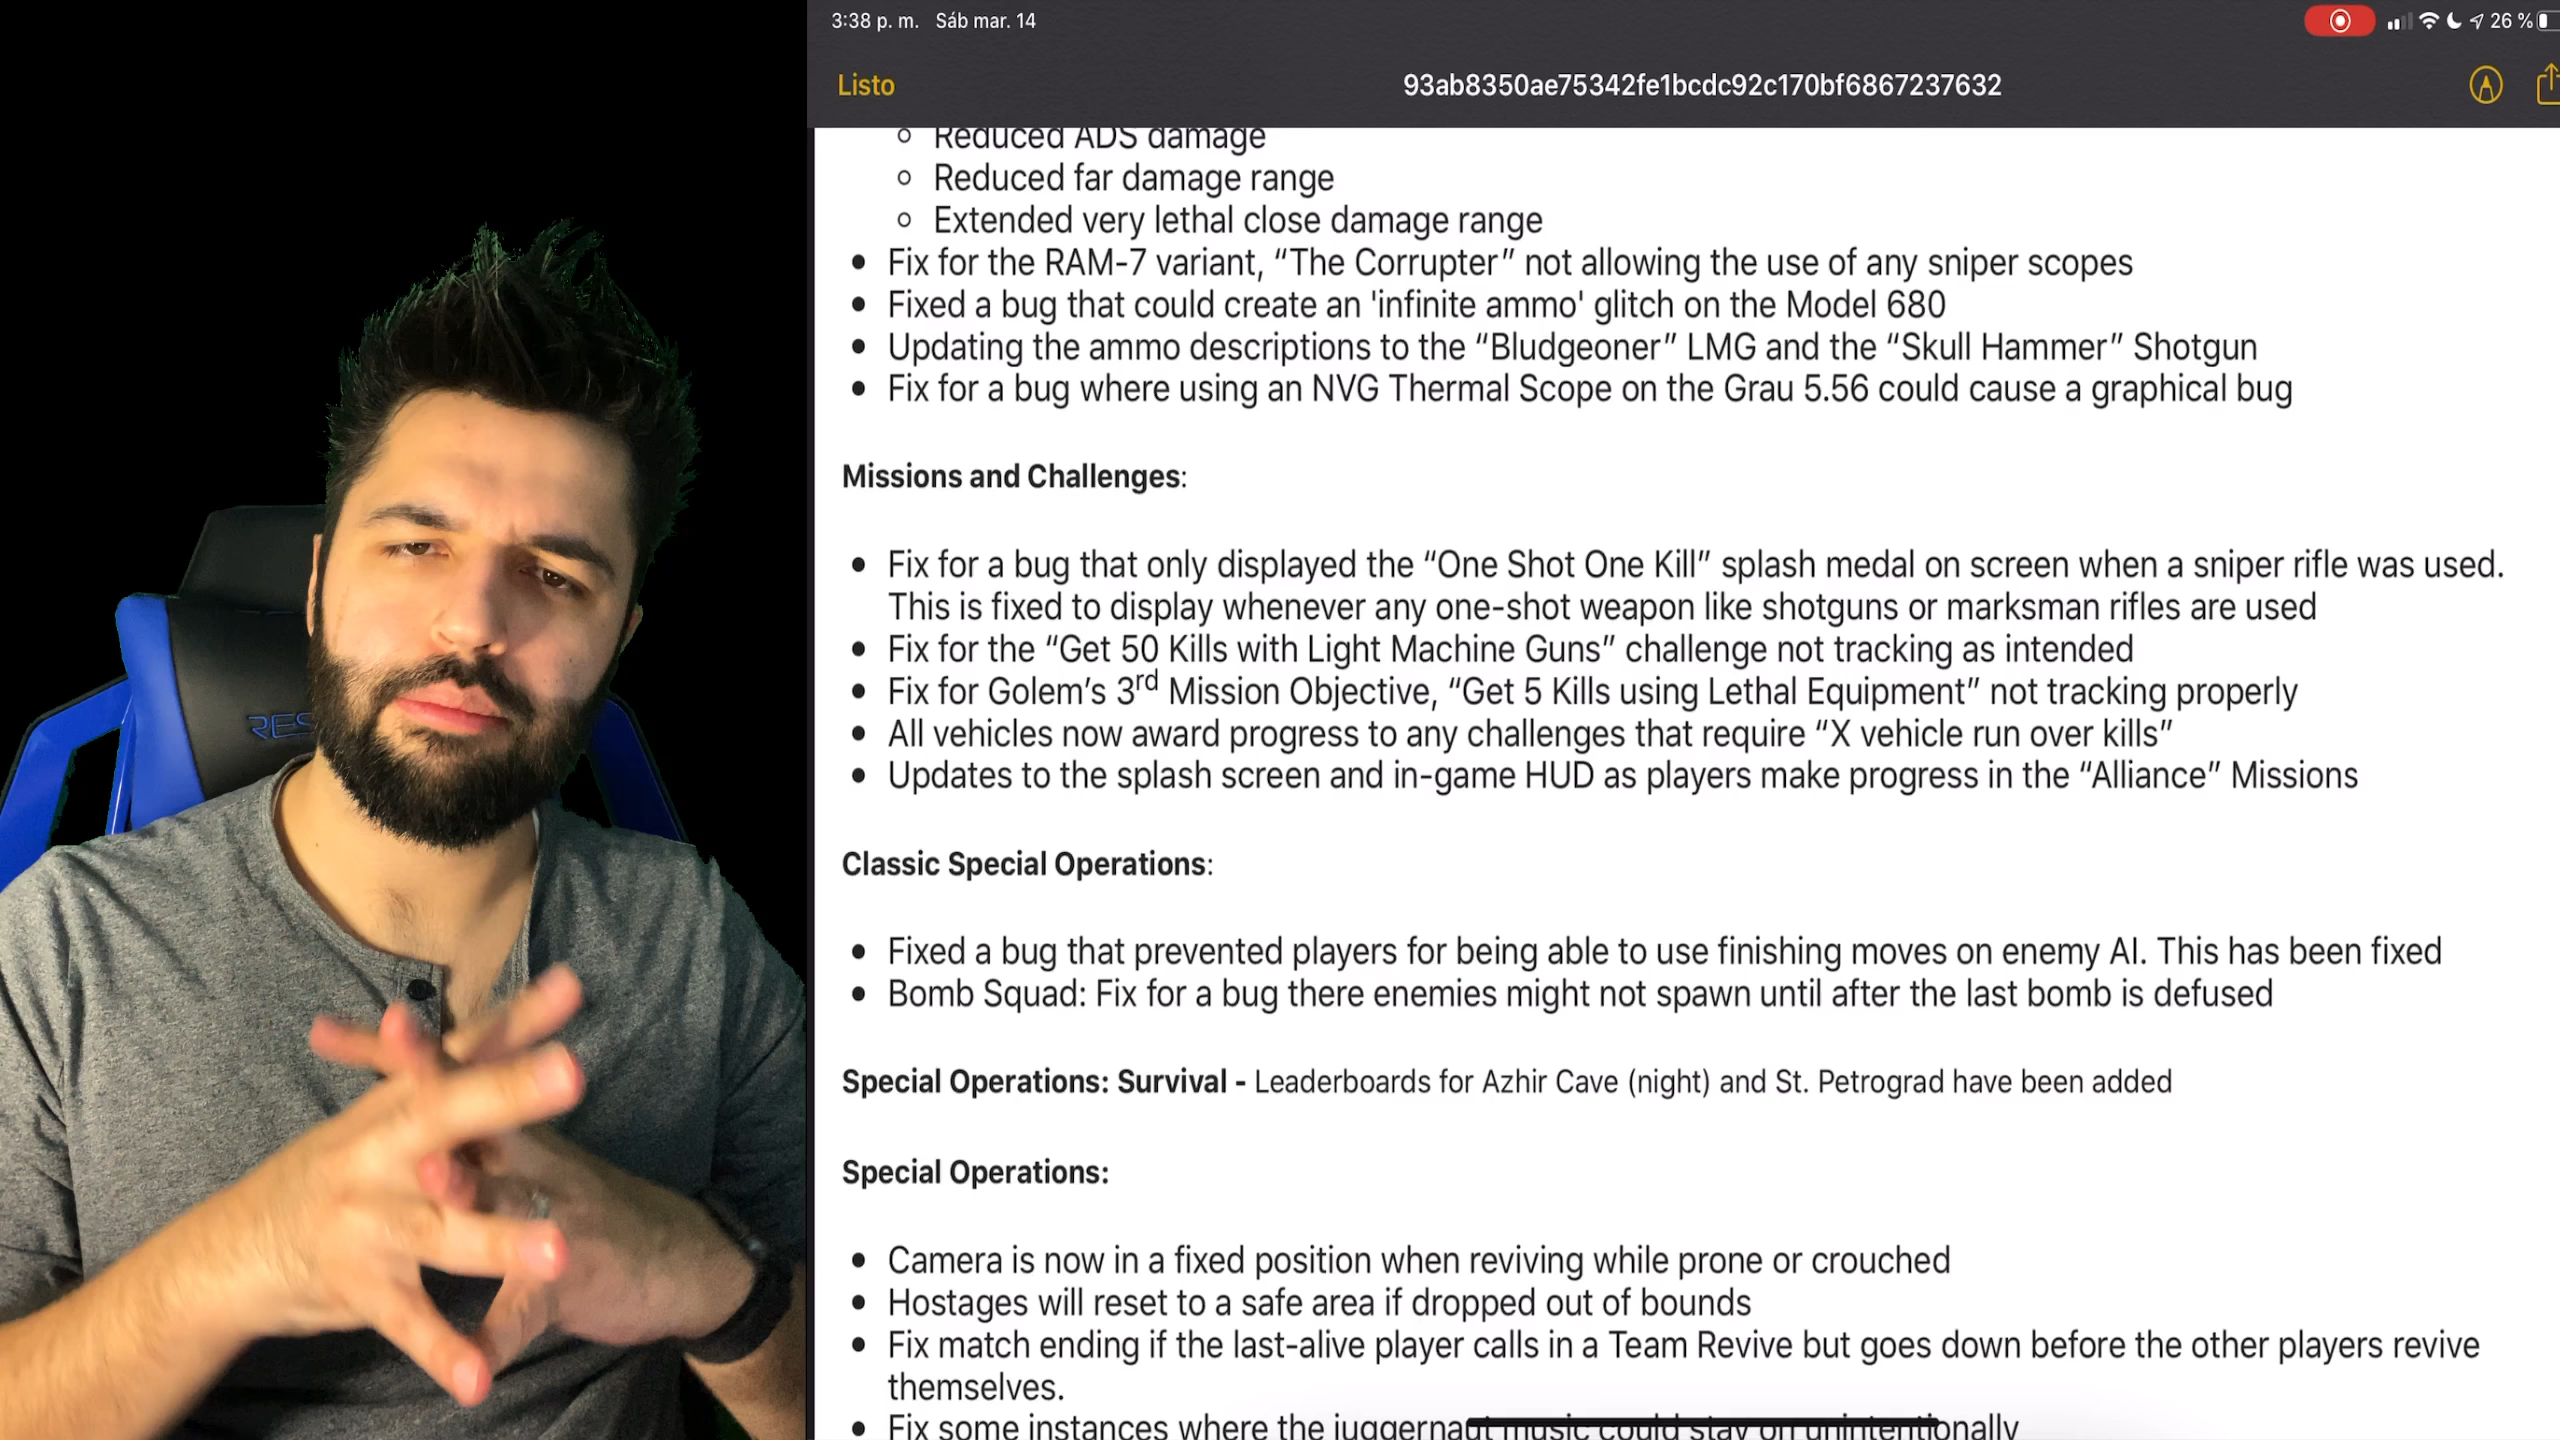 3:38 p. m. Sáb mar. 14
26 %
Listo
93ab8350ae75342fe1bcdc92c170bf6867237632
Reduced ADS damage
Reduced far damage range
Extended very lethal close damage range
Fix for the RAM-7 variant, “The Corrupter” not allowing the use of any sniper scopes
Fixed a bug that could create an 'infinite ammo' glitch on the Model 680
Updating the ammo descriptions to the “Bludgeoner” LMG and the “Skull Hammer” Shotgun
Fix for a bug where using an NVG Thermal Scope on the Grau 5.56 could cause a graphical bug
Missions and Challenges:
Fix for a bug that only displayed the “One Shot One Kill” splash medal on screen when a sniper rifle was used.
This is fixed to display whenever any one-shot weapon like shotguns or marksman rifles are used
Fix for the “Get 50 Kills with Light Machine Guns” challenge not tracking as intended
Fix for Golem’s 3rd Mission Objective, “Get 5 Kills using Lethal Equipment” not tracking properly
All vehicles now award progress to any challenges that require “X vehicle run over kills”
Updates to the splash screen and in-game HUD as players make progress in the “Alliance” Missions
Classic Special Operations:
Fixed a bug that prevented players for being able to use finishing moves on enemy AI. This has been fixed
Bomb Squad: Fix for a bug there enemies might not spawn until after the last bomb is defused
Special Operations: Survival - Leaderboards for Azhir Cave (night) and St. Petrograd have been added
Special Operations:
Camera is now in a fixed position when reviving while prone or crouched
Hostages will reset to a safe area if dropped out of bounds
Fix match ending if the last-alive player calls in a Team Revive but goes down before the other players revive
themselves.
Fix some instances where the juggernaut music could stay on unintentionally